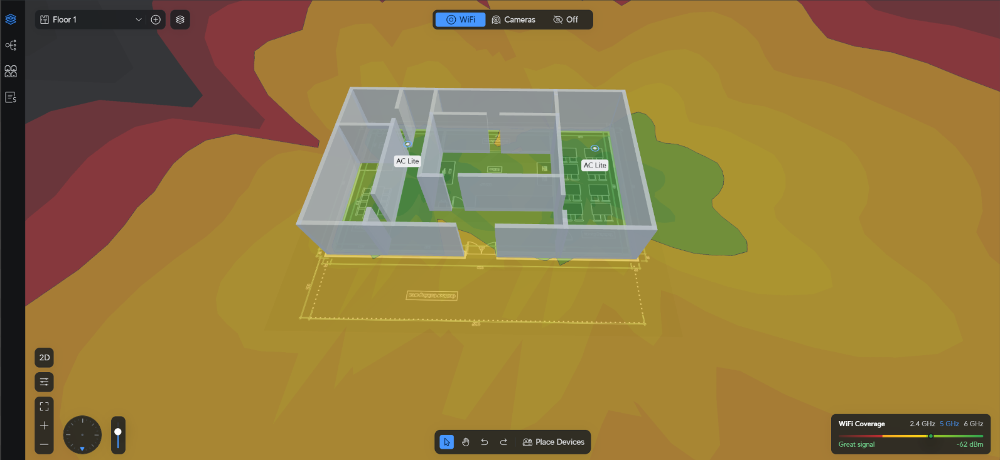 Floor 1
WiFi
Cameras
Off
AC Lite
AC Lite
2D
Place Devices
WiFi Coverage
2.4 GHz 5 GHz 6 GHz
Great signal
-62 dBm